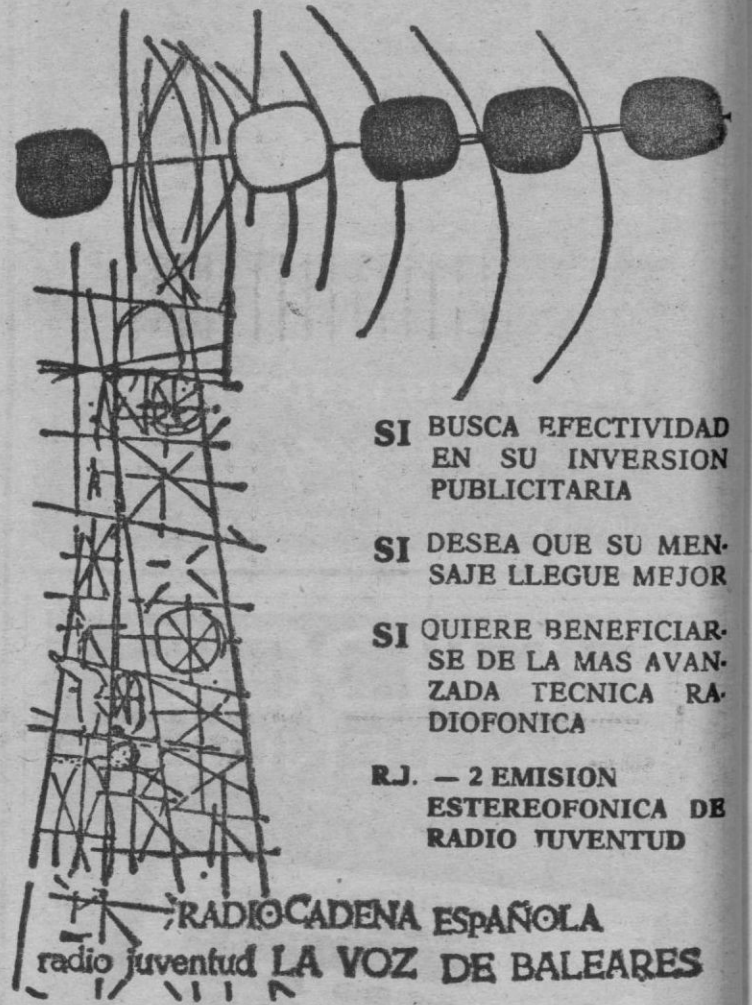 SI BUSCA EFECTIVIDAD
EN SU INVERSION
PUBLICITARIA
SI DESEA QUE SU MEN-
SAJE LLEGUE MEJOR
SI QUIERE BENEFICIAR-
SE DE LA MAS AVAN-
ZADA TECNICA RA-
DIOFONICA
R.J. — 2 EMISION
ESTEREOFONICA DE
RADIO JUVENTUD
RADIOCADENA ESPAÑOLA
radio juventud LA VOZ DE BALEARES